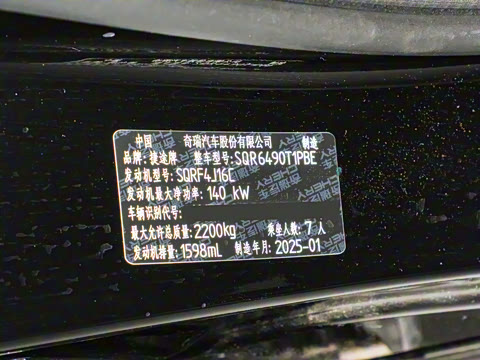 中国 奇瑞汽车股份有限公司 制造
品牌：捷途牌 整车型号：SQR6490T1PBE
发动机型号：SQRF4J16C
发动机最大净功率：140 kW
车辆识别代号：
最大允许总质量：2200kg 乘坐人数：7 人
发动机排量：1598mL 制造年月：2025-01